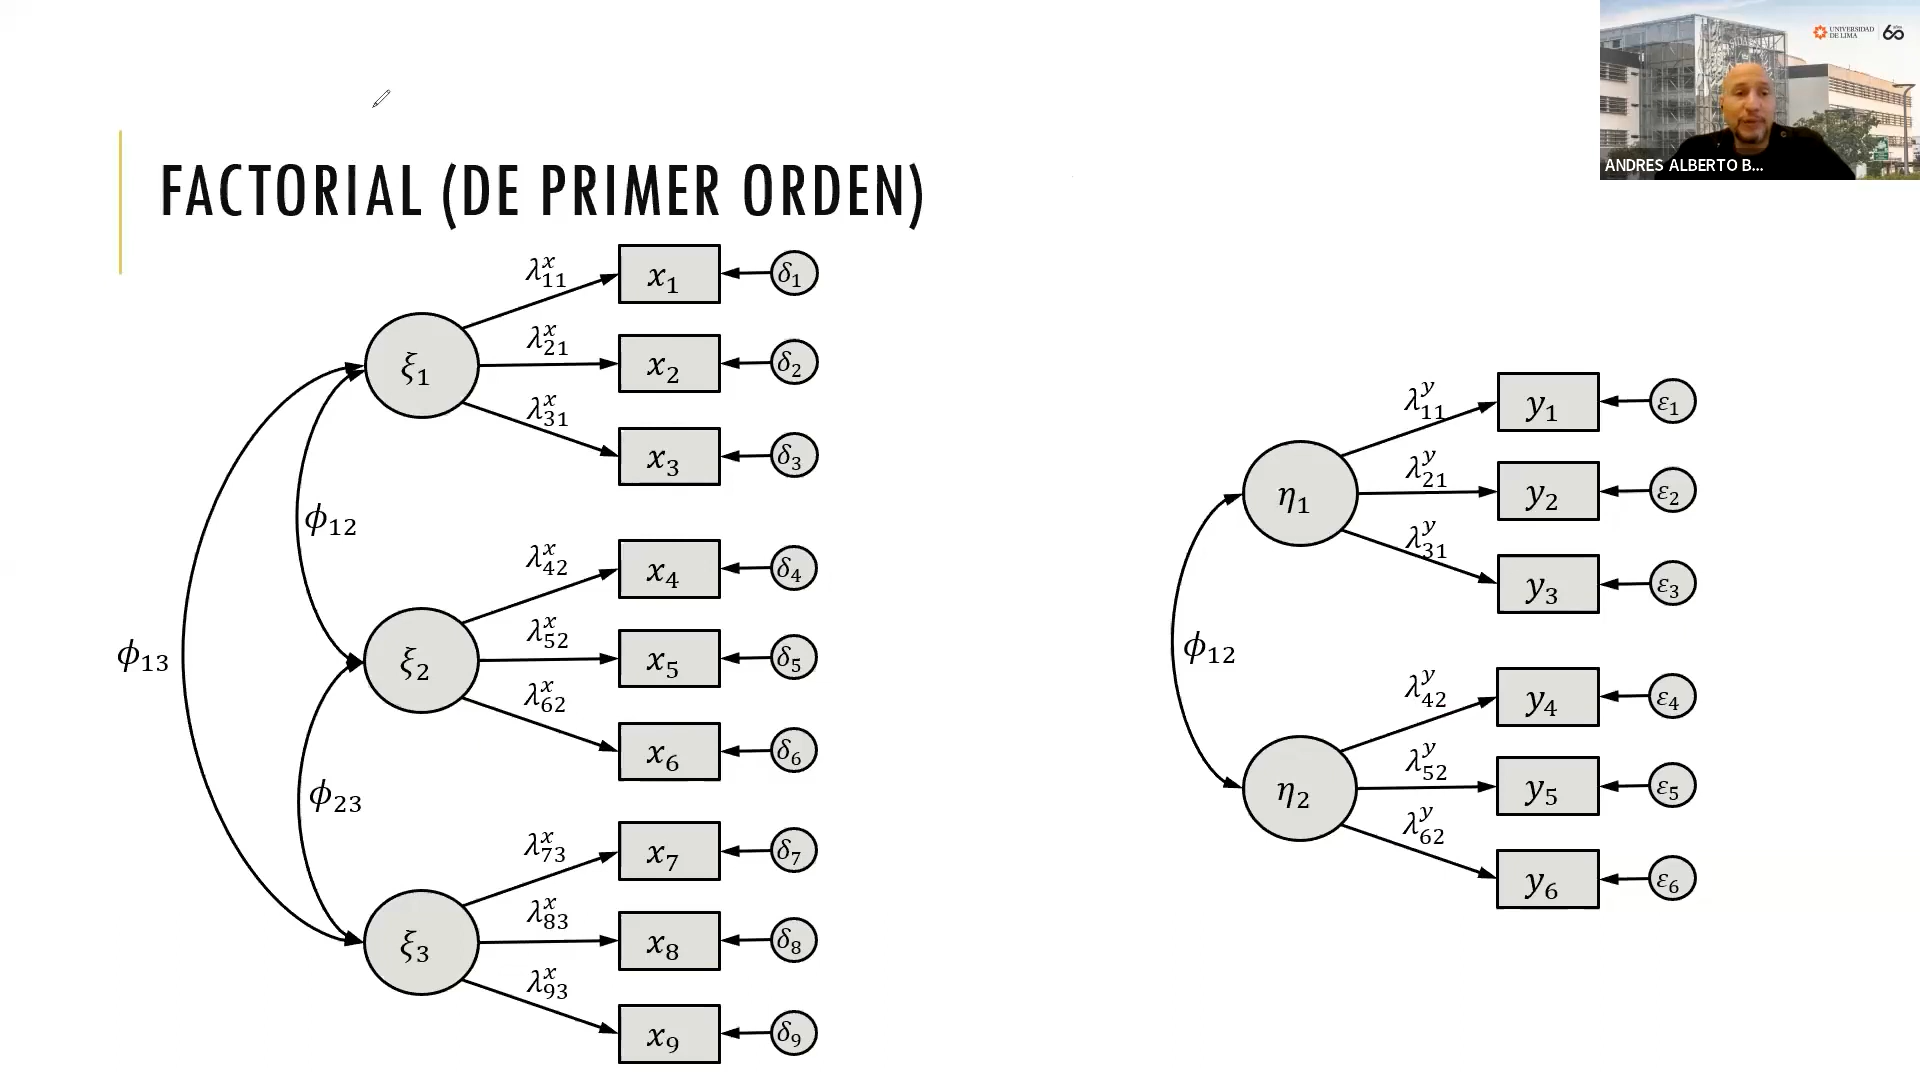 UNIVERSIDAD
DE LIMA
60
ANDRES ALBERTO B...
FACTORIAL (DE PRIMER ORDEN)
λ₁₁ˣ x₁ δ₁
λ₂₁ˣ x₂ δ₂
ξ₁
λ₃₁ˣ x₃ δ₃
ϕ₁₂
λ₄₂ˣ x₄ δ₄
λ₅₂ˣ x₅ δ₅
ϕ₁₃ ξ₂
λ₆₂ˣ x₆ δ₆
ϕ₂₃
λ₇₃ˣ x₇ δ₇
λ₈₃ˣ x₈ δ₈
ξ₃
λ₉₃ˣ x₉ δ₉
λ₁₁ʸ y₁ ε₁
λ₂₁ʸ y₂ ε₂
η₁
λ₃₁ʸ y₃ ε₃
ϕ₁₂
λ₄₂ʸ y₄ ε₄
λ₅₂ʸ y₅ ε₅
η₂
λ₆₂ʸ y₆ ε₆